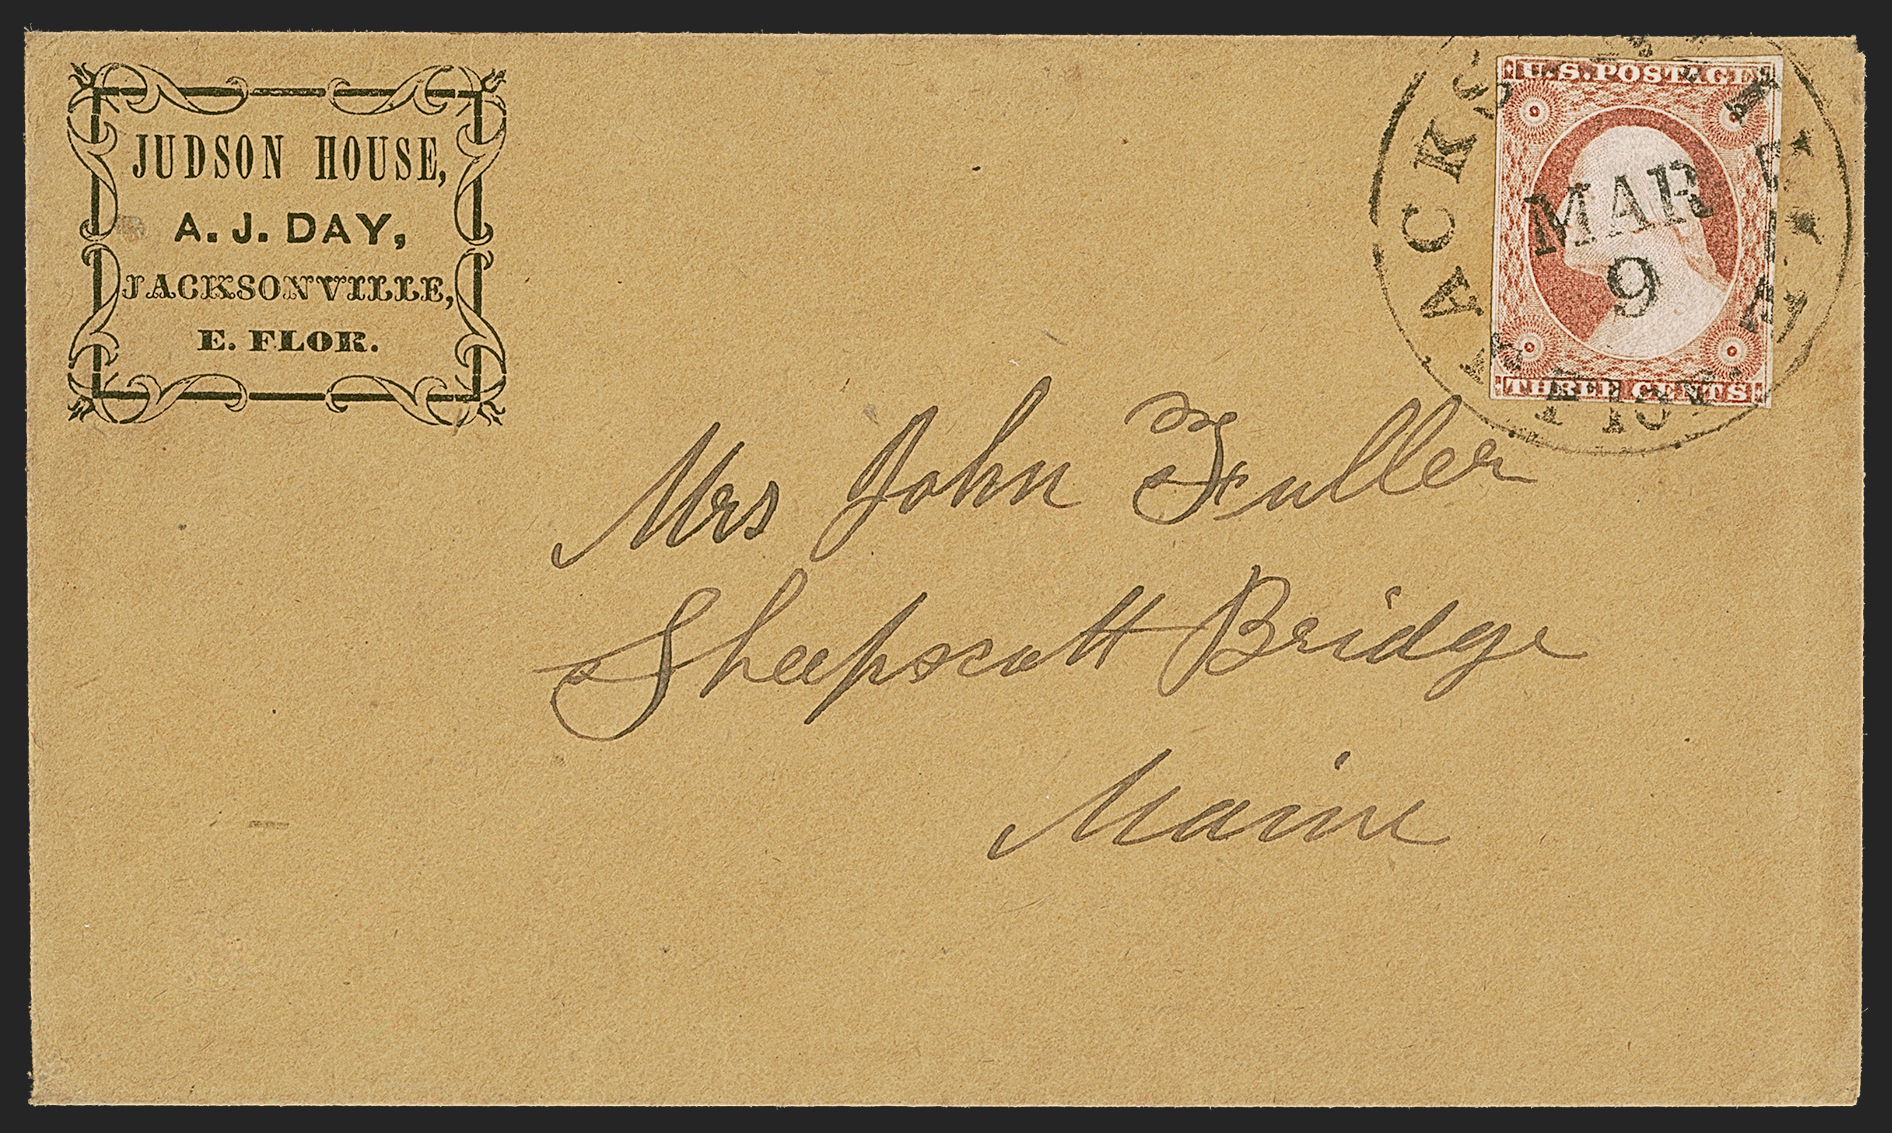 JUDSON HOUSE,
A. J. DAY,
JACKSONVILLE,
E. FLOR.
U.S. POSTAGE
MAR
9
THREE CENTS
Mrs John Fuller
Sheepscott Bridge
Maine